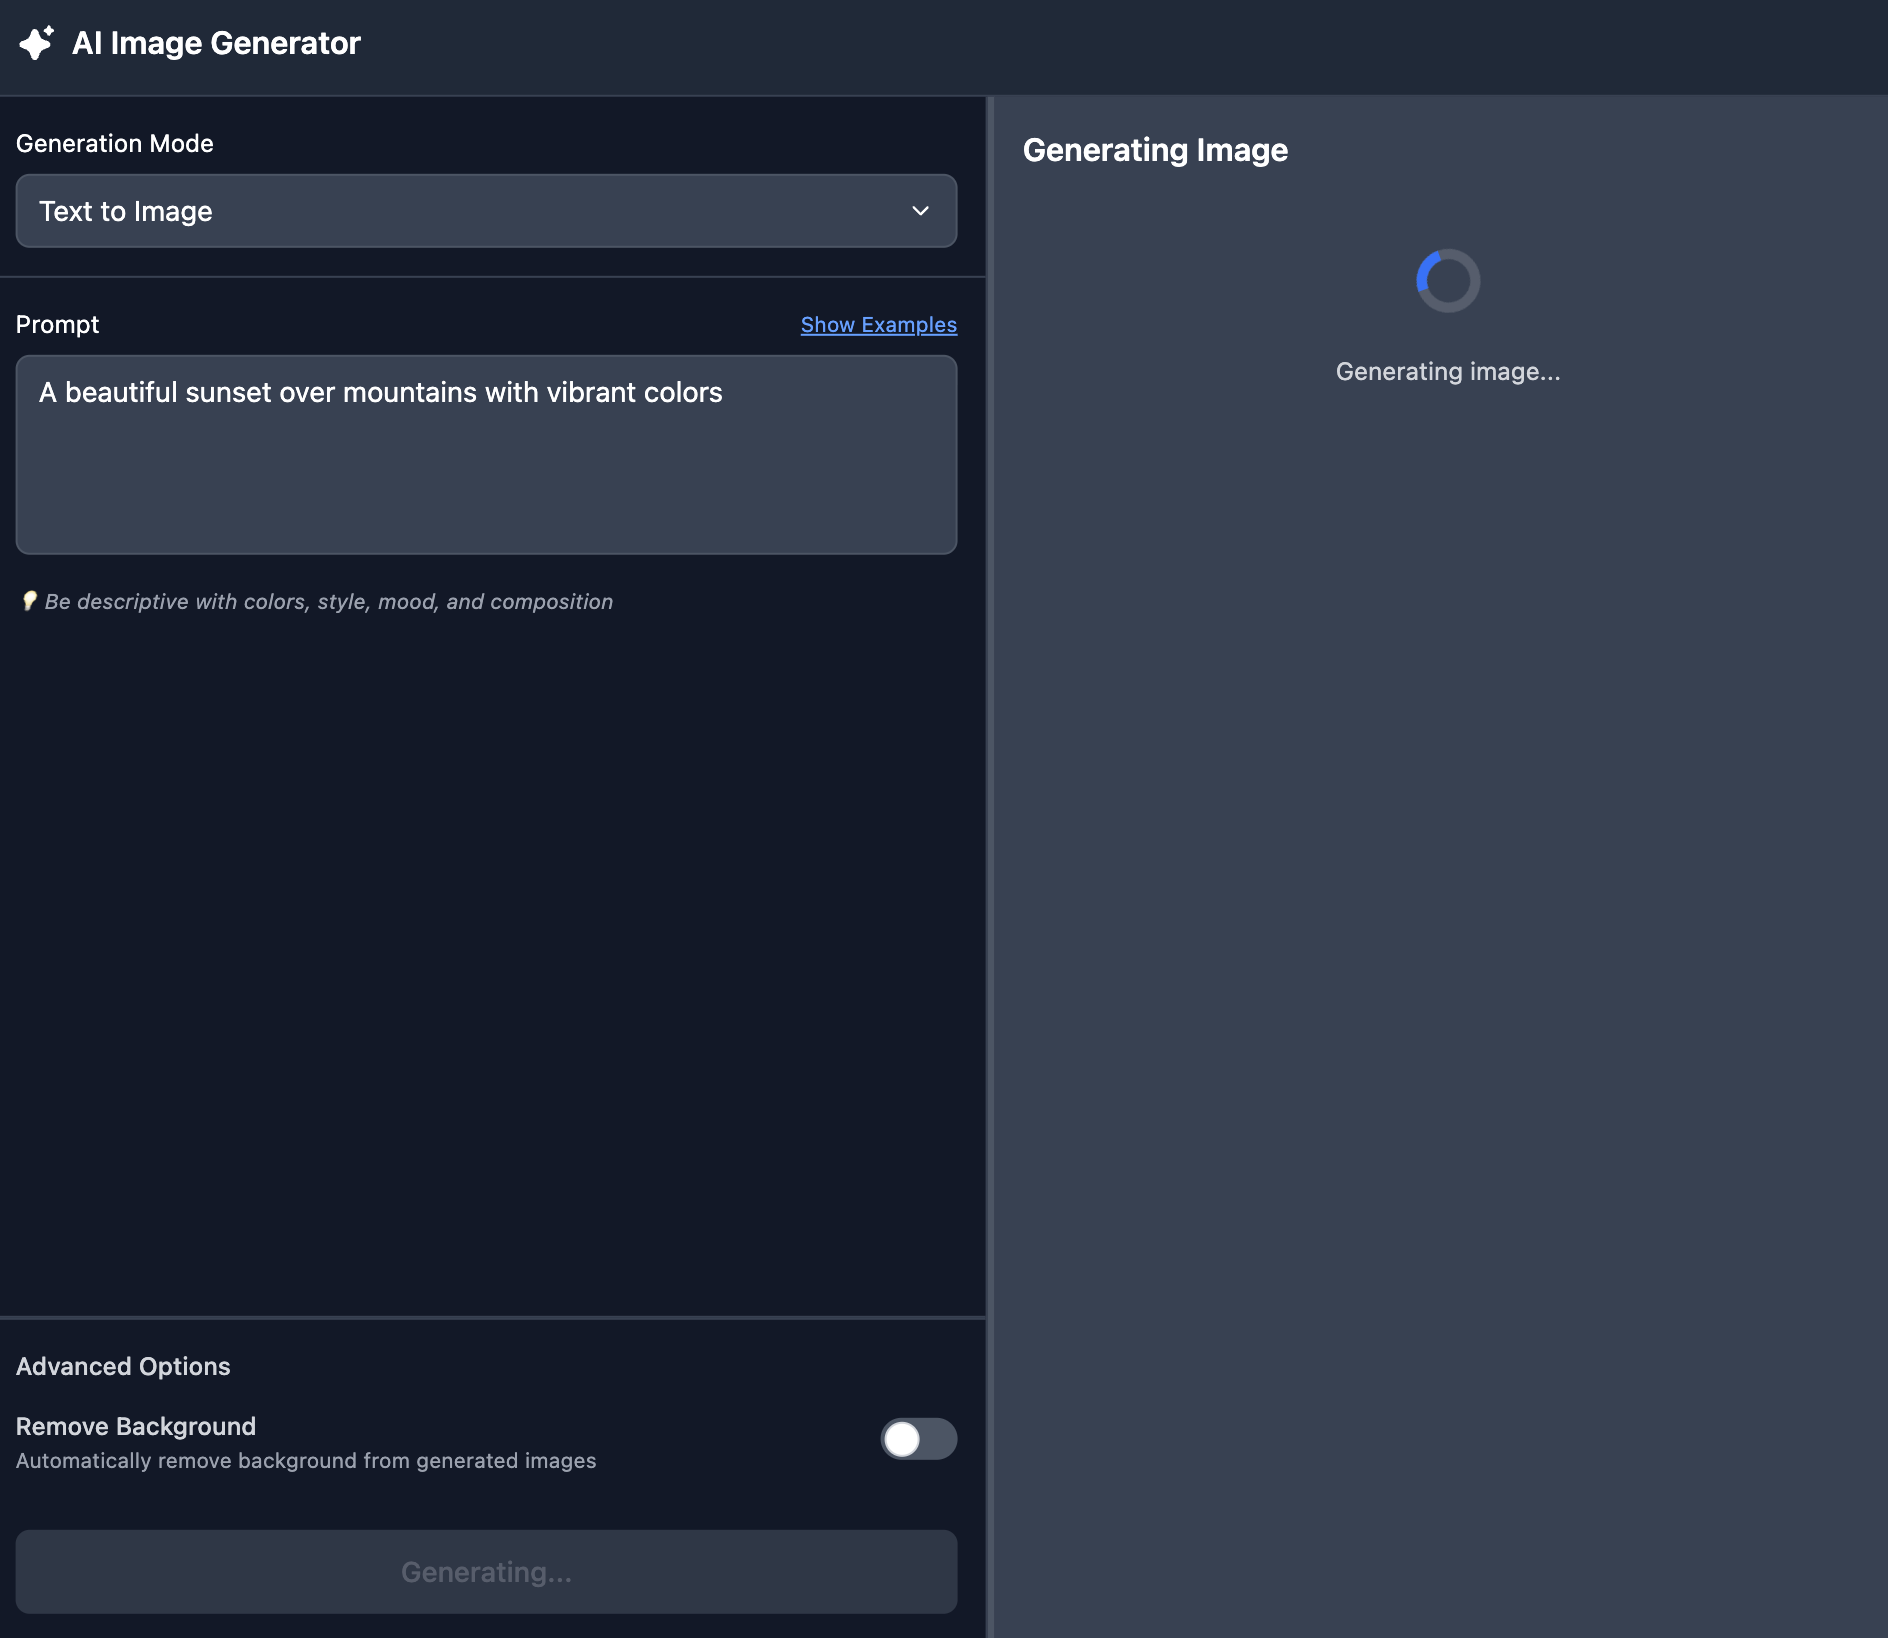 AI Image Generator
Generation Mode
Text to Image
Prompt
Show Examples
A beautiful sunset over mountains with vibrant colors
💡 Be descriptive with colors, style, mood, and composition
Advanced Options
Remove Background
Automatically remove background from generated images
Generating...
Generating Image
Generating image...